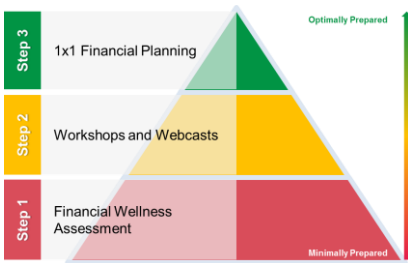 Optimally Prepared
Step 3
1x1 Financial Planning
Step 2
Workshops and Webcasts
Step 1
Financial Wellness
Assessment
Minimally Prepared